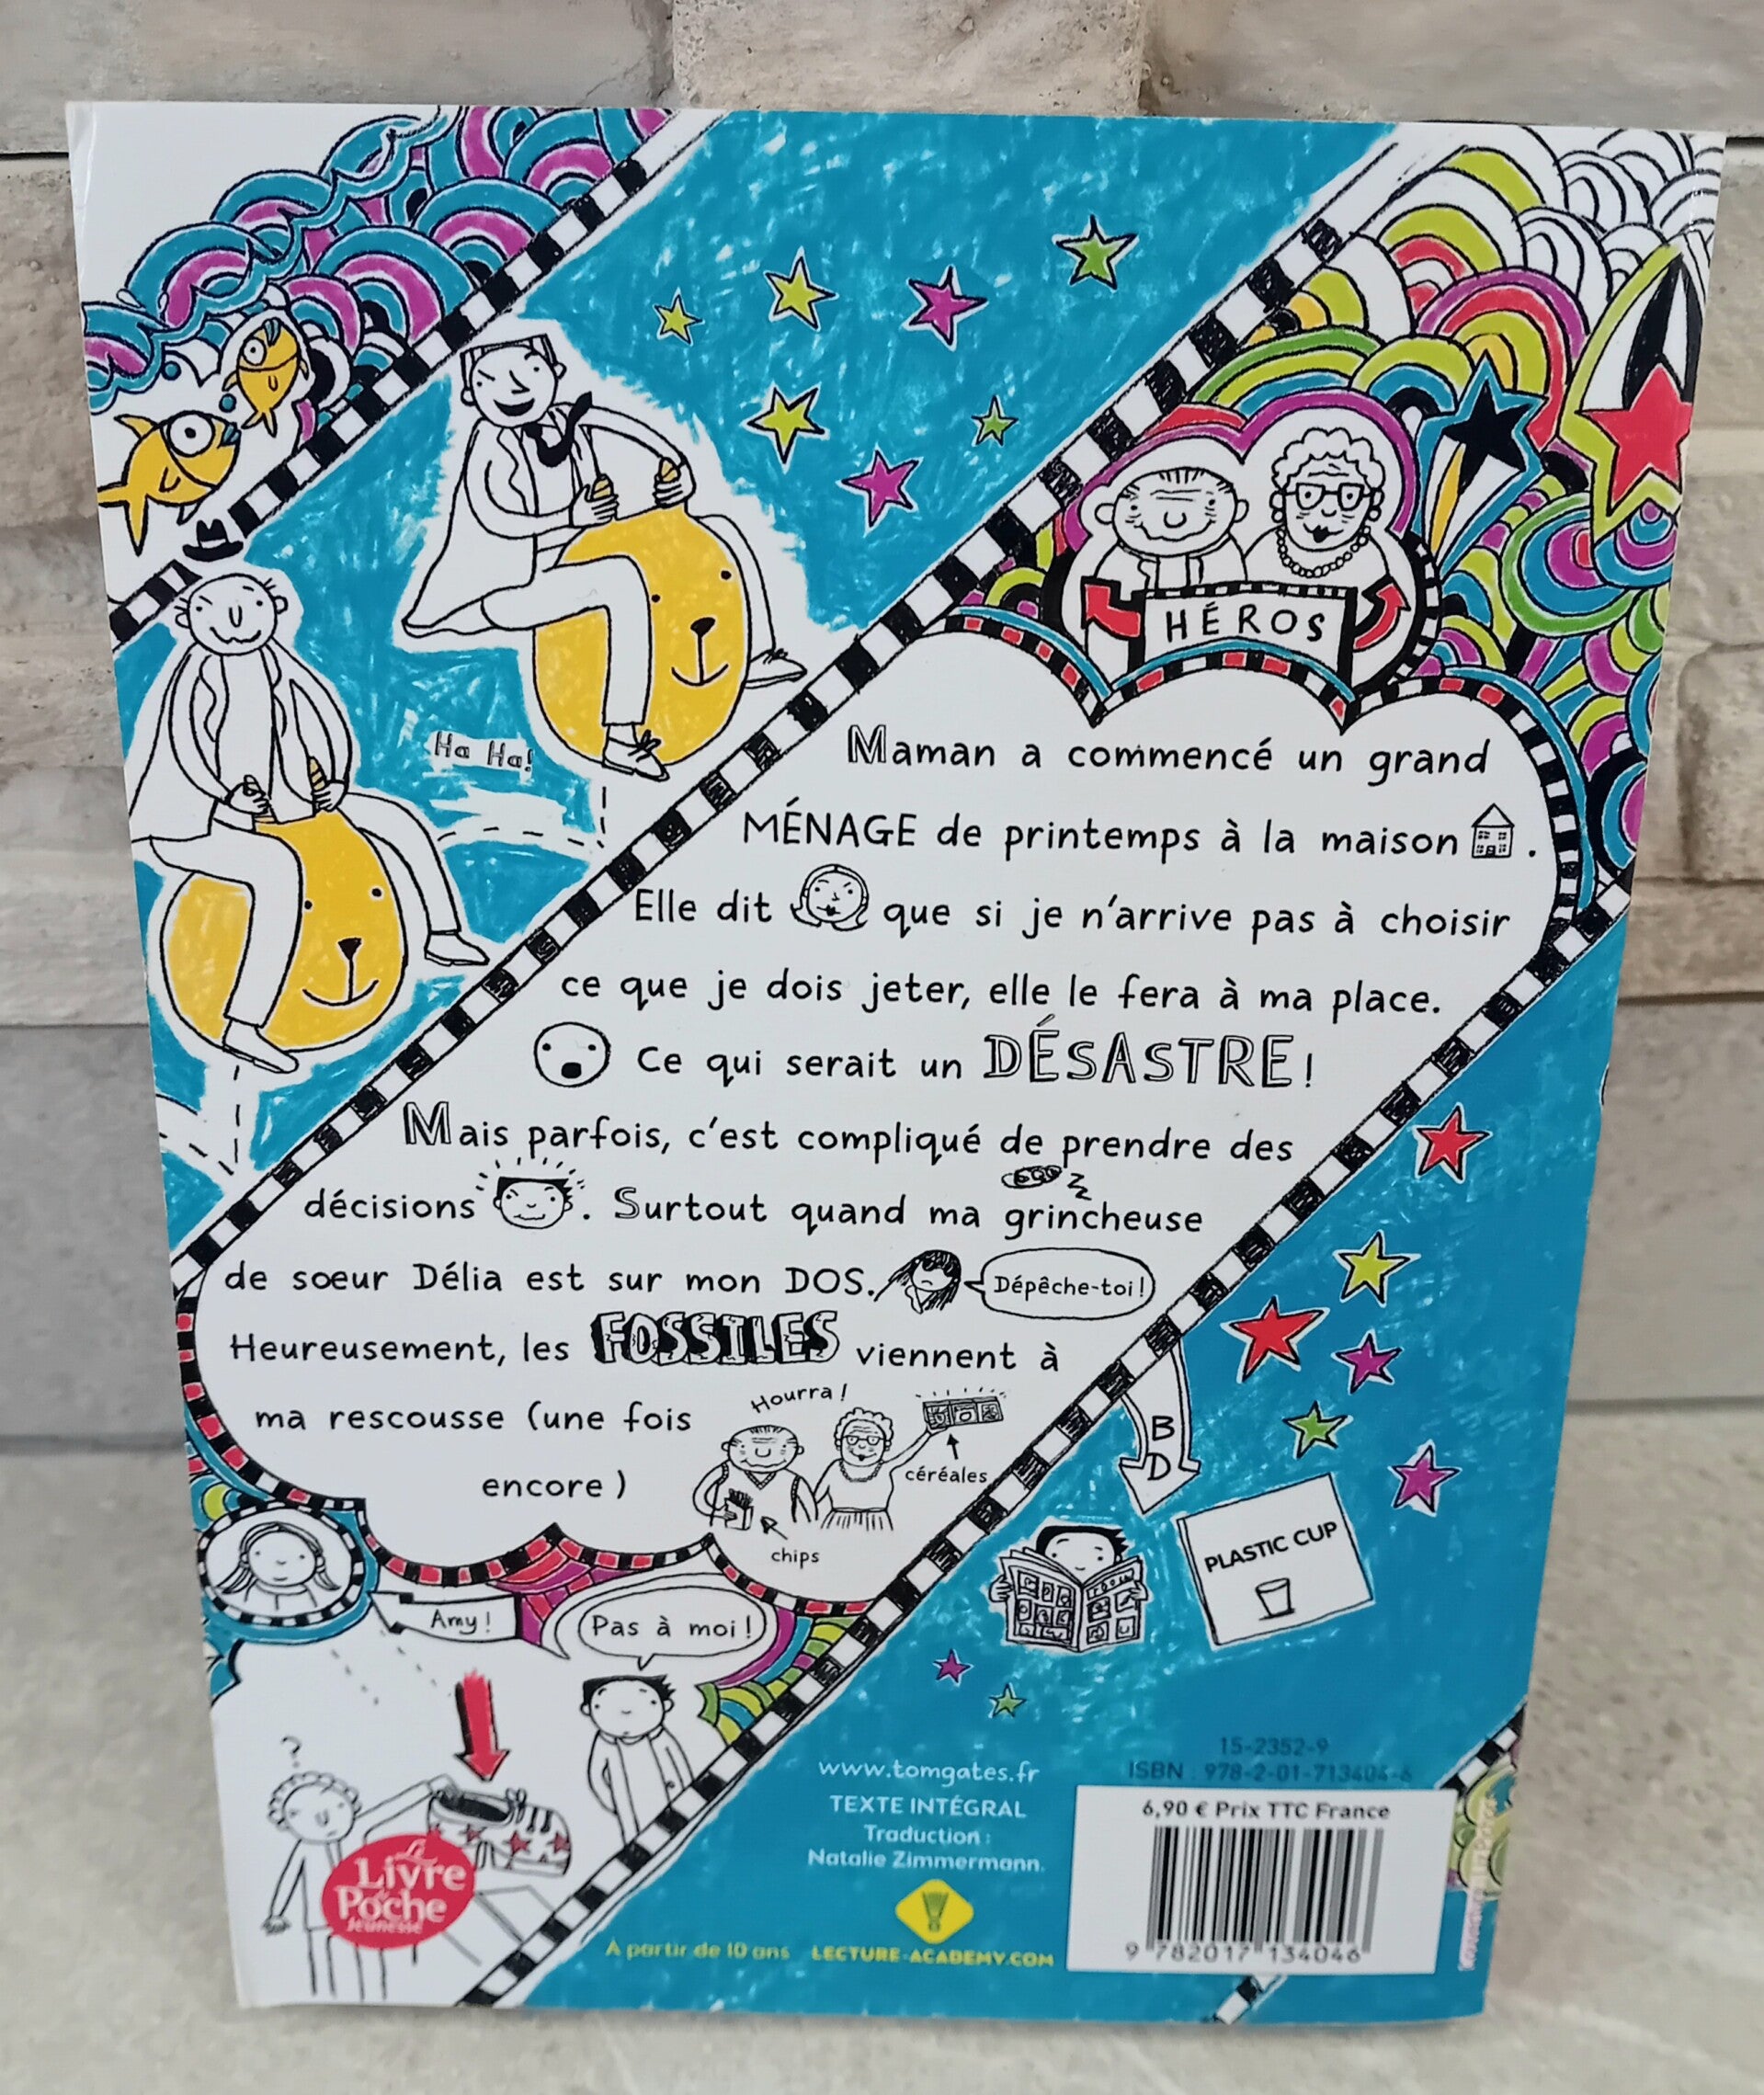 HÉROS
Ha Ha!
Maman a commencé un grand
MÉNAGE de printemps à la maison .
Elle dit que si je n'arrive pas à choisir
ce que je dois jeter, elle le fera à ma place.
Ce qui serait un DÉSASTRE!
Mais parfois, c'est compliqué de prendre des
décisions . Surtout quand ma grincheuse
de sœur Délia est sur mon DOS.
Dépêche-toi!
Heureusement, les FOSSILES viennent à
ma rescousse (une fois
encore)
Hourra!
céréales
chips
BD
PLASTIC CUP
Amy!
Pas à moi!
?
www.tomgates.fr
TEXTE INTÉGRAL
Traduction :
Natalie Zimmermann.
À partir de 10 ans
LECTURE-ACADEMY.COM
Le
Livre
de
Poche
Jeunesse
15-2352-9
ISBN : 978-2-01-713404-6
6,90 € Prix TTC France
9 782017 134046